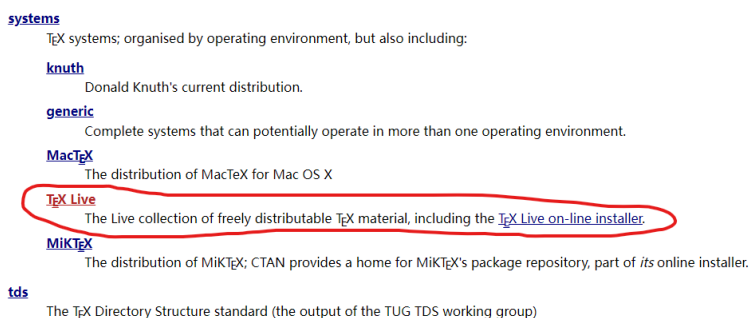 systems
TEX systems; organised by operating environment, but also including:
knuth
Donald Knuth's current distribution.
generic
Complete systems that can potentially operate in more than one operating environment.
MacTEX
The distribution of MacTeX for Mac OS X
TEX Live
The Live collection of freely distributable TEX material, including the TEX Live on-line installer.
MiKTEX
The distribution of MiKTEX; CTAN provides a home for MiKTEX's package repository, part of its online installer.
tds
The TEX Directory Structure standard (the output of the TUG TDS working group)